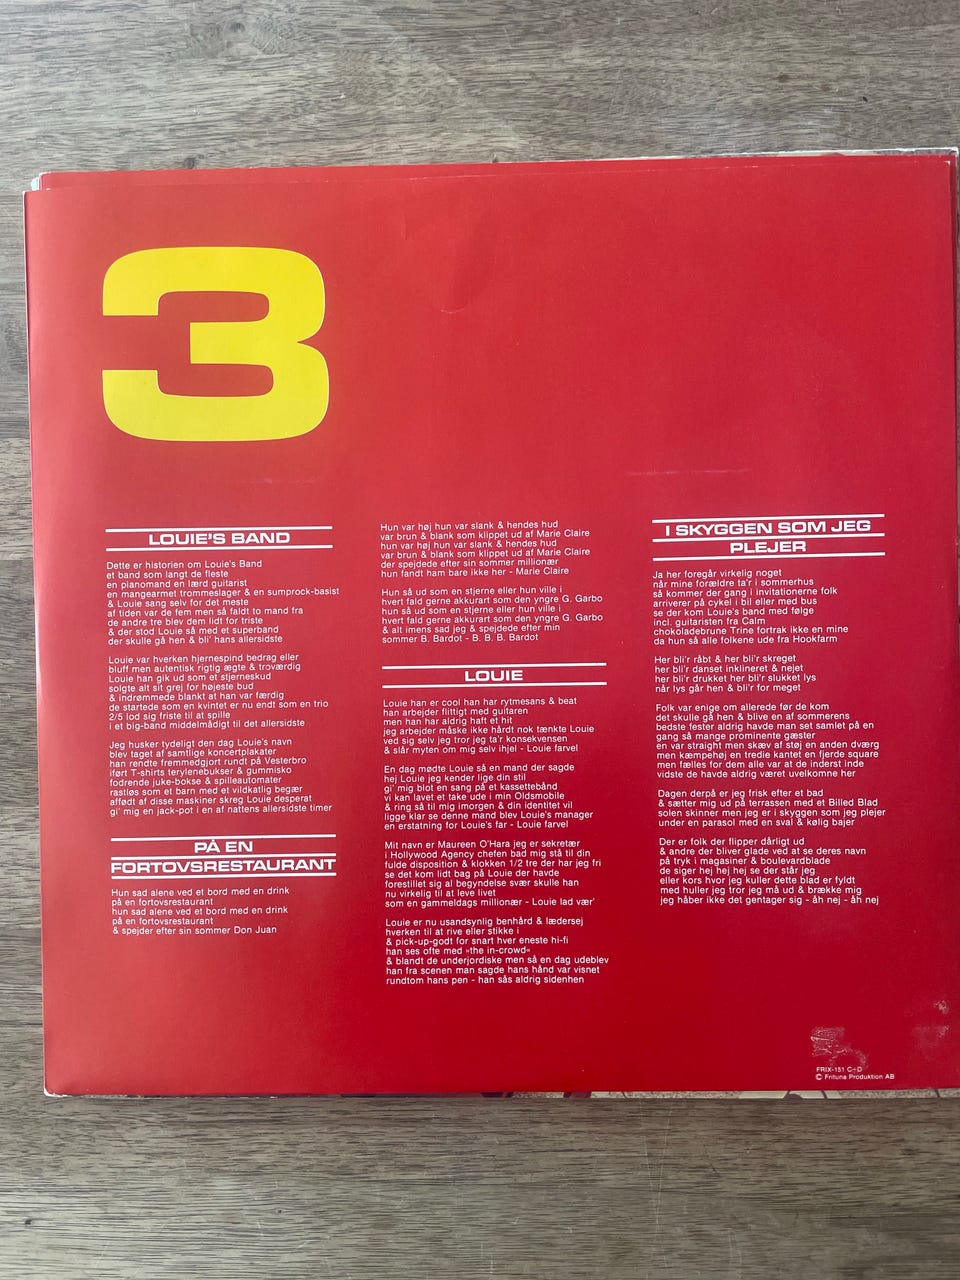 3
LOUIE'S BAND
Dette er historien om Louie's Band
et band som langt de fleste
en pianomand en lærd guitarist
en mangearmet trommeslager & en sumprock-basist
& Louie sang selv for det meste
af tiden var de fem men så faldt to mand fra
de andre tre blev dem lidt for triste
& der stod Louie så med et superband
der skulle gå hen & bli' hans allersidste
Louie var hverken hjernespind bedrag eller
bluff men autentisk rigtig ægte & troværdig
Louie han gik ud som et stjerneskud
solgte alt sit grej for højeste bud
& indrømmede blankt at han var færdig
de startede som en kvintet er nu endt som en trio
2/5 lod sig friste til at spille
i et big-band middelmådigt til det allersidste
Jeg husker tydeligt den dag Louie's navn
blev taget af samtlige koncertplakater
han rendte fremmedgjort rundt på Vesterbro
iført T-shirts terylenebukser & gummisko
fodrende juke-bokse & spilleautomater
rastløs som et barn med et vildkatlig begær
affødt af disse maskiner skreg Louie desperat
gi' mig en jack-pot i en af nattens allersidste timer
PÅ EN
FORTOVSRESTAURANT
Hun sad alene ved et bord med en drink
på en fortovsrestaurant
hun sad alene ved et bord med en drink
på en fortovsrestaurant
& spejder efter sin sommer Don Juan
Hun var høj hun var slank & hendes hud
var brun & blank som klippet ud af Marie Claire
hun var høj hun var slank & hendes hud
var brun & blank som klippet ud af Marie Claire
der spejdede efter sin sommer millionær
hun fandt ham bare ikke her - Marie Claire
Hun så ud som en stjerne eller hun ville i
hvert fald gerne akkurart som den yngre G. Garbo
hun så ud som en stjerne eller hun ville i
hvert fald gerne akkurart som den yngre G. Garbo
& alt imens sad jeg & spejdede efter min
sommer B. Bardot - B. B. B. Bardot
LOUIE
Louie han er cool han har rytmesans & beat
han arbejder flittigt med guitaren
men han har aldrig haft et hit
jeg arbejder måske ikke hårdt nok tænkte Louie
ved sig selv jeg tror jeg ta'r konsekvensen
& slår myten om mig selv ihjel - Louie farvel
En dag mødte Louie så en mand der sagde
hej Louie jeg kender lige din stil
gi' mig blot en sang på et kassettebånd
vi kan lavet et take ude i min Oldsmobile
& ring så til mig imorgen & din identitet vil
ligge klar se denne mand blev Louie's manager
en erstatning for Louie's far - Louie farvel
Mit navn er Maureen O'Hara jeg er sekretær
i Hollywood Agency chefen bad mig stå til din
fulde disposition & klokken 1/2 tre der har jeg fri
se det kom lidt bag på Louie der havde
forestillet sig al begyndelse svær skulle han
nu virkelig til at leve livet
som en gammeldags millionær - Louie lad vær'
Louie er nu usandsynlig benhård & lædersej
hverken til at rive eller stikke i
& pick-up-godt for snart hver eneste hi-fi
han ses ofte med »the in-crowd«
& blandt de underjordiske men så en dag udeblev
han fra scenen man sagde hans hånd var visnet
rundtom hans pen - han sås aldrig sidenhen
I SKYGGEN SOM JEG
PLEJER
Ja her foregår virkelig noget
når mine forældre ta'r i sommerhus
så kommer der gang i invitationerne folk
arriverer på cykel i bil eller med bus
se der kom Louie's band med følge
incl. guitaristen fra Calm
chokoladebrune Trine fortrak ikke en mine
da hun så alle folkene ude fra Hookfarm
Her bli'r råbt & her bli'r skreget
her bli'r danset inklineret & nejet
her bli'r drukket her bli'r slukket lys
når lys går hen & bli'r for meget
Folk var enige om allerede før de kom
det skulle gå hen & blive en af sommerens
bedste fester aldrig havde man set samlet på en
gang så mange prominente gæster
en var straight men skæv af støj en anden dværg
men kæmpehøj en tredie kantet en fjerde square
men fælles for dem alle var at de inderst inde
vidste de havde aldrig været uvelkomne her
Dagen derpå er jeg frisk efter et bad
& sætter mig ud på terrassen med et Billed Blad
solen skinner men jeg er i skyggen som jeg plejer
under en parasol med en sval & kølig bajer
Der er folk der flipper dårligt ud
& andre der bliver glade ved at se deres navn
på tryk i magasiner & boulevardblade
de siger hej hej hej se der står jeg
eller kors hvor jeg kuller dette blad er fyldt
med huller jeg tror jeg må ud & brække mig
jeg håber ikke det gentager sig - åh nej - åh nej
FRIX-151 C-D
© Frituna Produktion AB